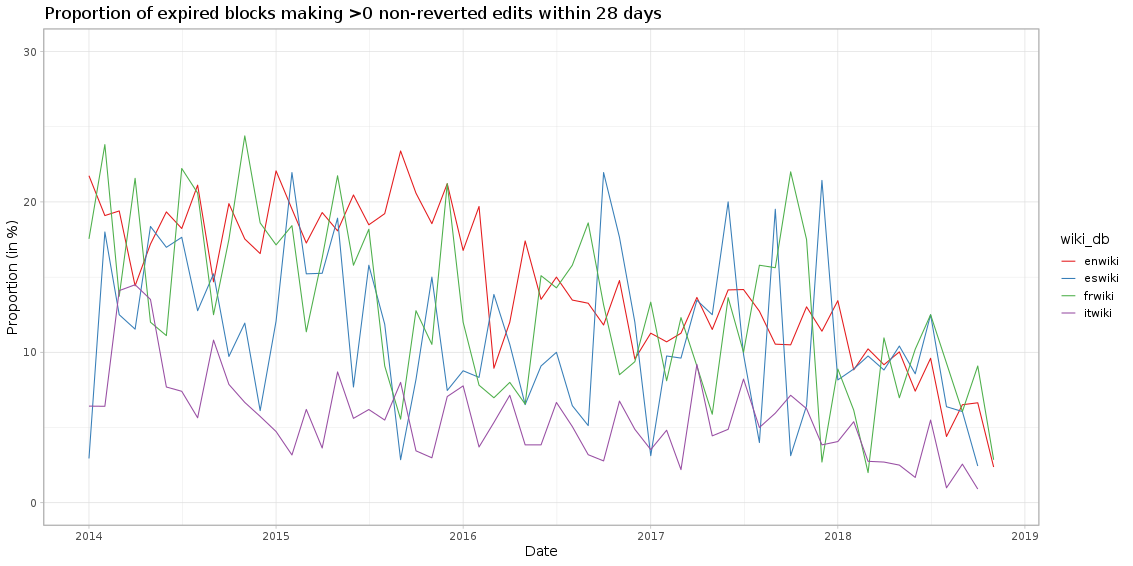 Proportion of expired blocks making >0 non-reverted edits within 28 days
Proportion (in %)
30
20
10
0
2014 2015 2016 2017 2018 2019
Date
wiki_db
enwiki
eswiki
frwiki
itwiki